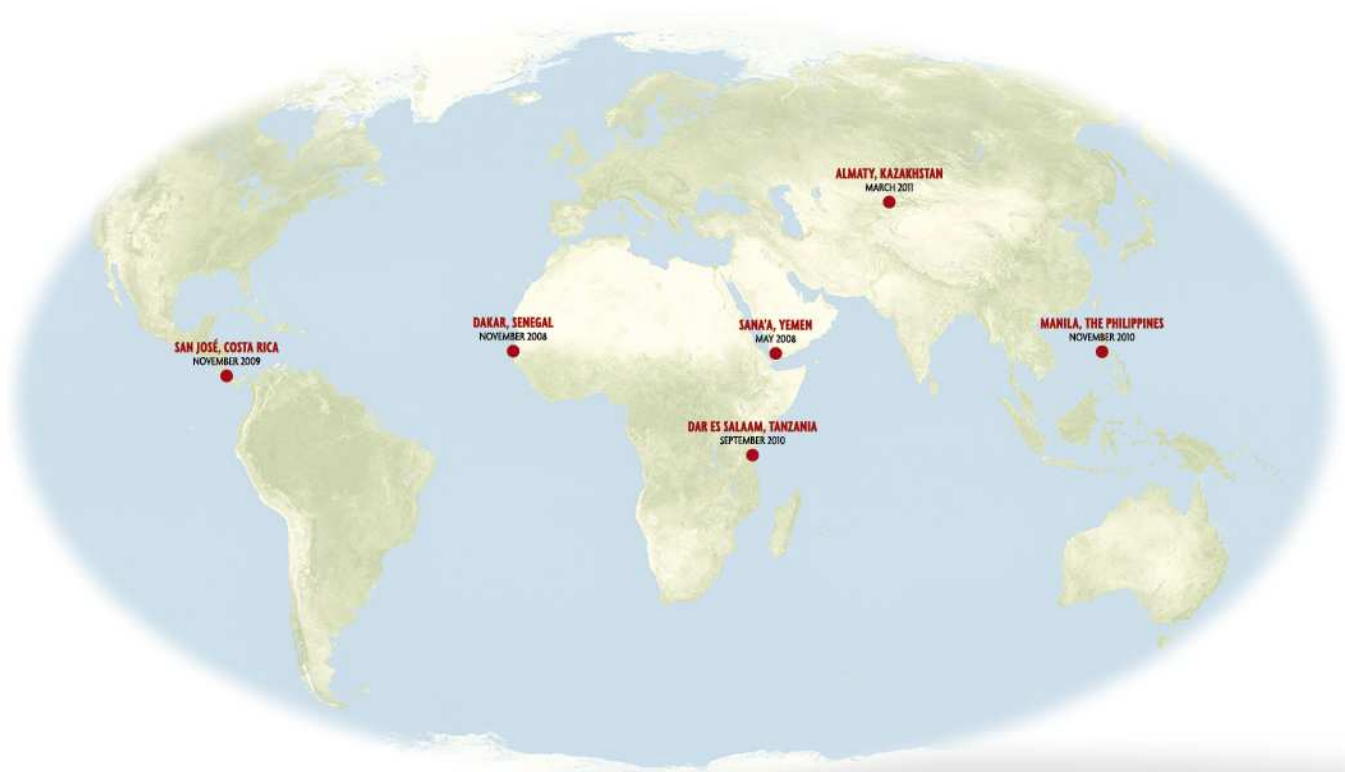 ALMATY, KAZAKHSTAN
MARCH 2011
DAKAR, SENEGAL
NOVEMBER 2008
SANA'A, YEMEN
MAY 2008
MANILA, THE PHILIPPINES
NOVEMBER 2010
SAN JOSÉ, COSTA RICA
NOVEMBER 2009
DAR ES SALAAM, TANZANIA
SEPTEMBER 2010